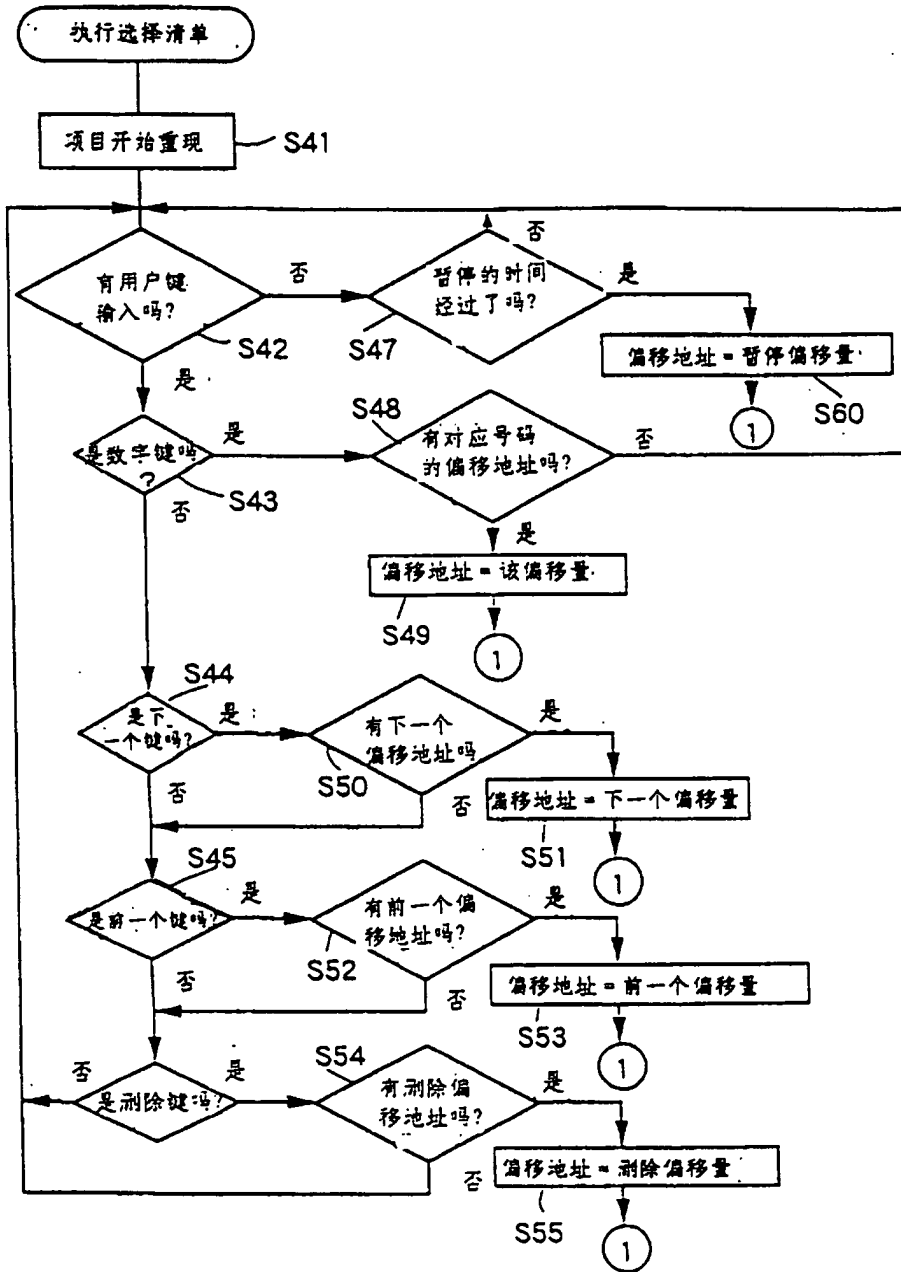 执行选择清单
项目开始重现
S41
有用户键
输入吗?
否
S42
是
暂停的时间
经过了吗?
否
是
S47
偏移地址=暂停偏移量
S60
1
是数字键吗
?
是
S43
否
S48
有对应号码
的偏移地址吗?
否
是
偏移地址=该偏移量
S49
1
S44
是下
一个键吗?
是
否
有下一个
偏移地址吗
是
S50
否
偏移地址=下一个偏移量
S51
1
S45
是前一个键吗?
是
否
有前一个偏
移地址吗?
是
S52
否
偏移地址=前一个偏移量
S53
1
否
是剐除键吗?
是
S54
有剐除偏
移地址吗?
是
否
偏移地址=剐除偏移量
S55
1